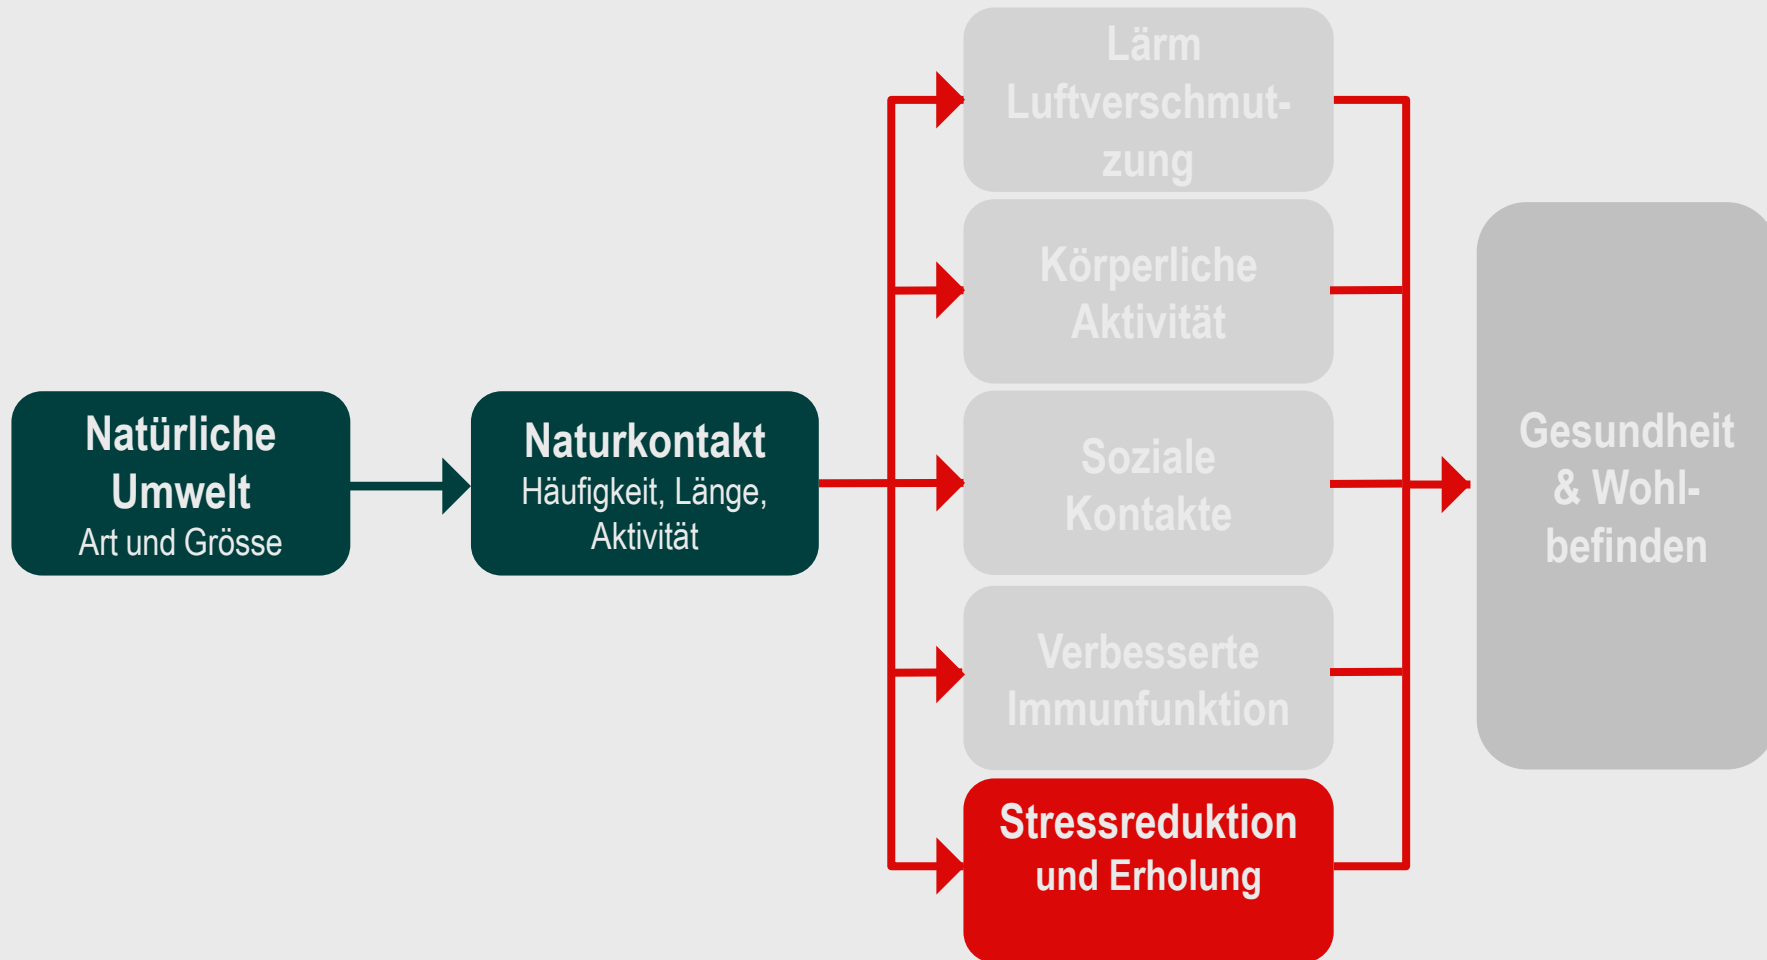 Lärm
Luftverschmut-
zung
Körperliche
Aktivität
Natürliche
Umwelt
Art und Grösse
Naturkontakt
Häufigkeit, Länge,
Aktivität
Soziale
Kontakte
Gesundheit
& Wohl-
befinden
Verbesserte
Immunfunktion
Stressreduktion
und Erholung